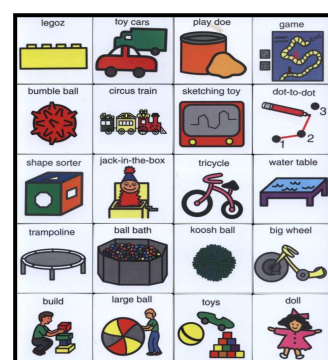 legoz
toy cars
play doe
game
bumble ball
circus train
sketching toy
dot-to-dot
3
1
2
shape sorter
jack-in-the-box
tricycle
water table
trampoline
ball bath
koosh ball
big wheel
build
large ball
toys
doll